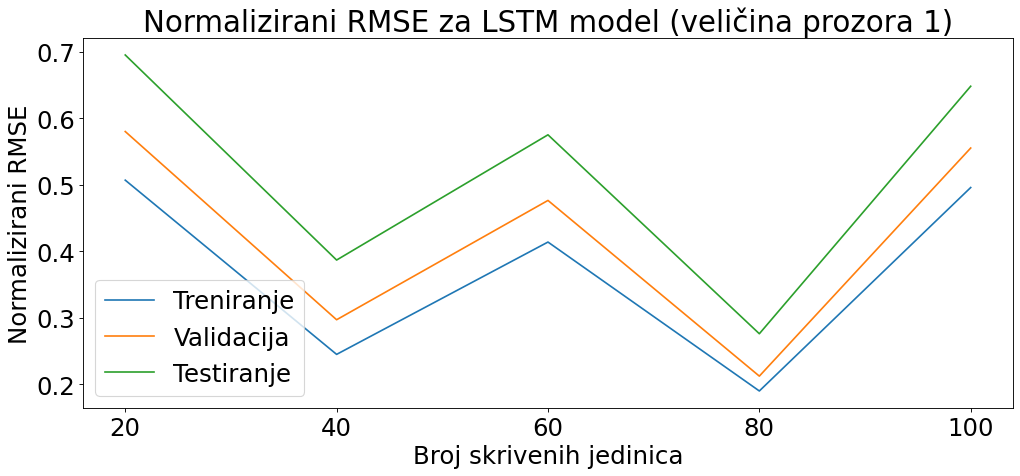 Normalizirani RMSE za LSTM model (veličina prozora 1)
Normalizirani RMSE
0.7
0.6
0.5
0.4
0.3
0.2
Treniranje
Validacija
Testiranje
20 40 60 80 100
Broj skrivenih jedinica